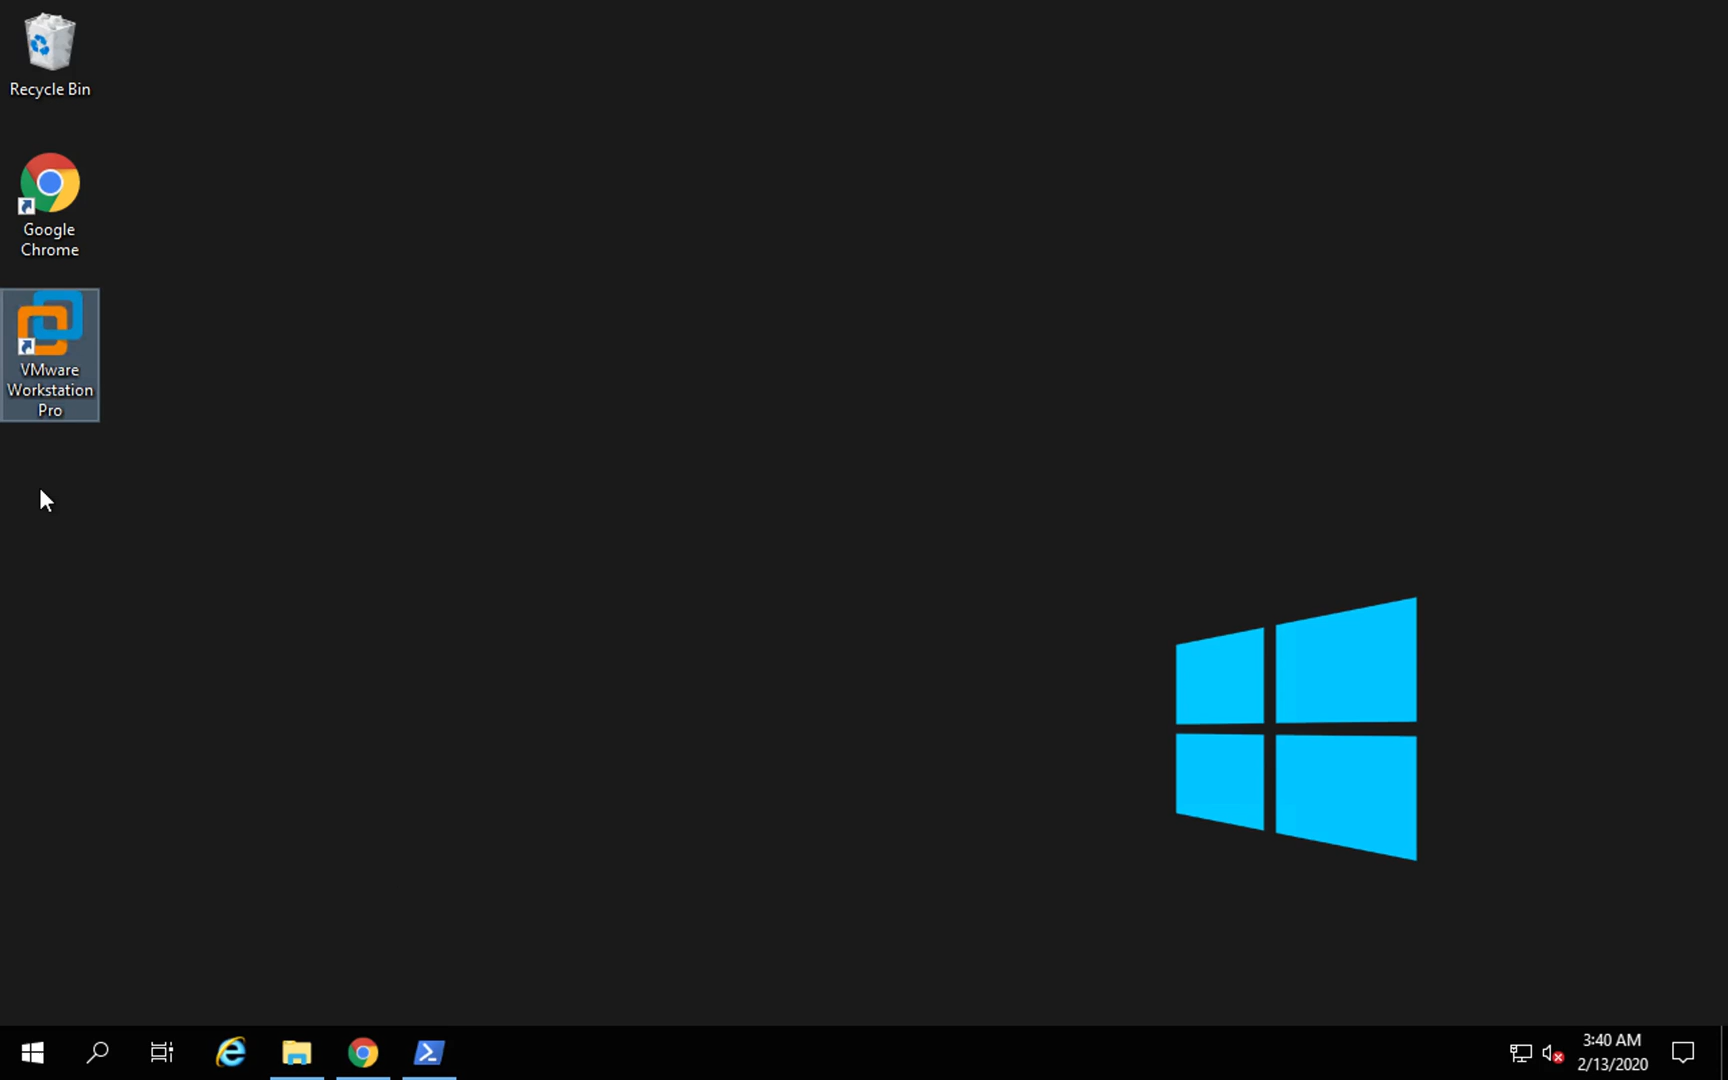 Recycle Bin
Google
Chrome
VMware
Workstation
Pro
3:40 AM
2/13/2020